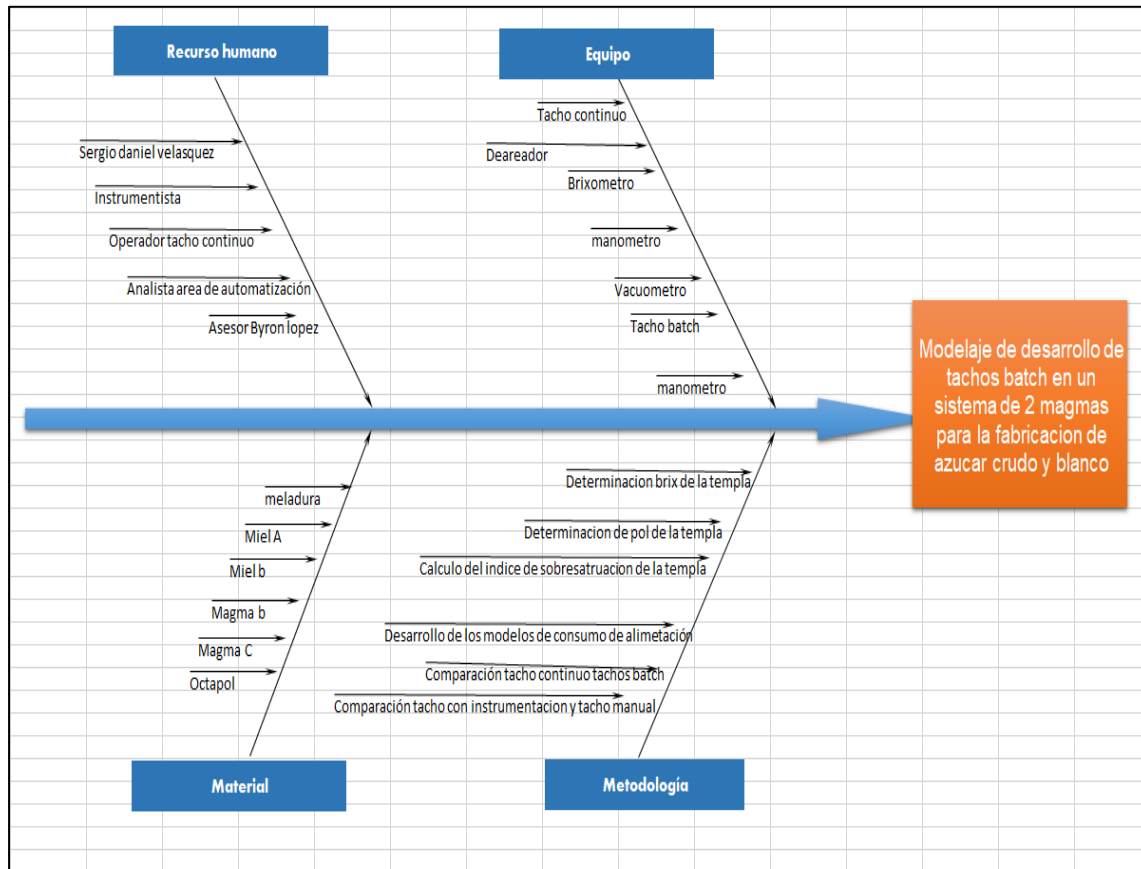 Recurso humano
Sergio daniel velasquez
Instrumentista
Operador tacho continuo
Analista area de automatización
Asesor Byron lopez
Equipo
Tacho continuo
Deareador
Brixometro
manometro
Vacuometro
Tacho batch
manometro
Modelaje de desarrollo de
tachos batch en un
sistema de 2 magmas
para la fabricacion de
azucar crudo y blanco
meladura
Miel A
Miel b
Magma b
Magma C
Octapol
Material
Determinacion brix de la templa
Determinacion de pol de la templa
Calculo del indice de sobresatruacion de la templa
Desarrollo de los modelos de consumo de alimetación
Comparación tacho continuo tachos batch
Comparación tacho con instrumentacion y tacho manual
Metodología